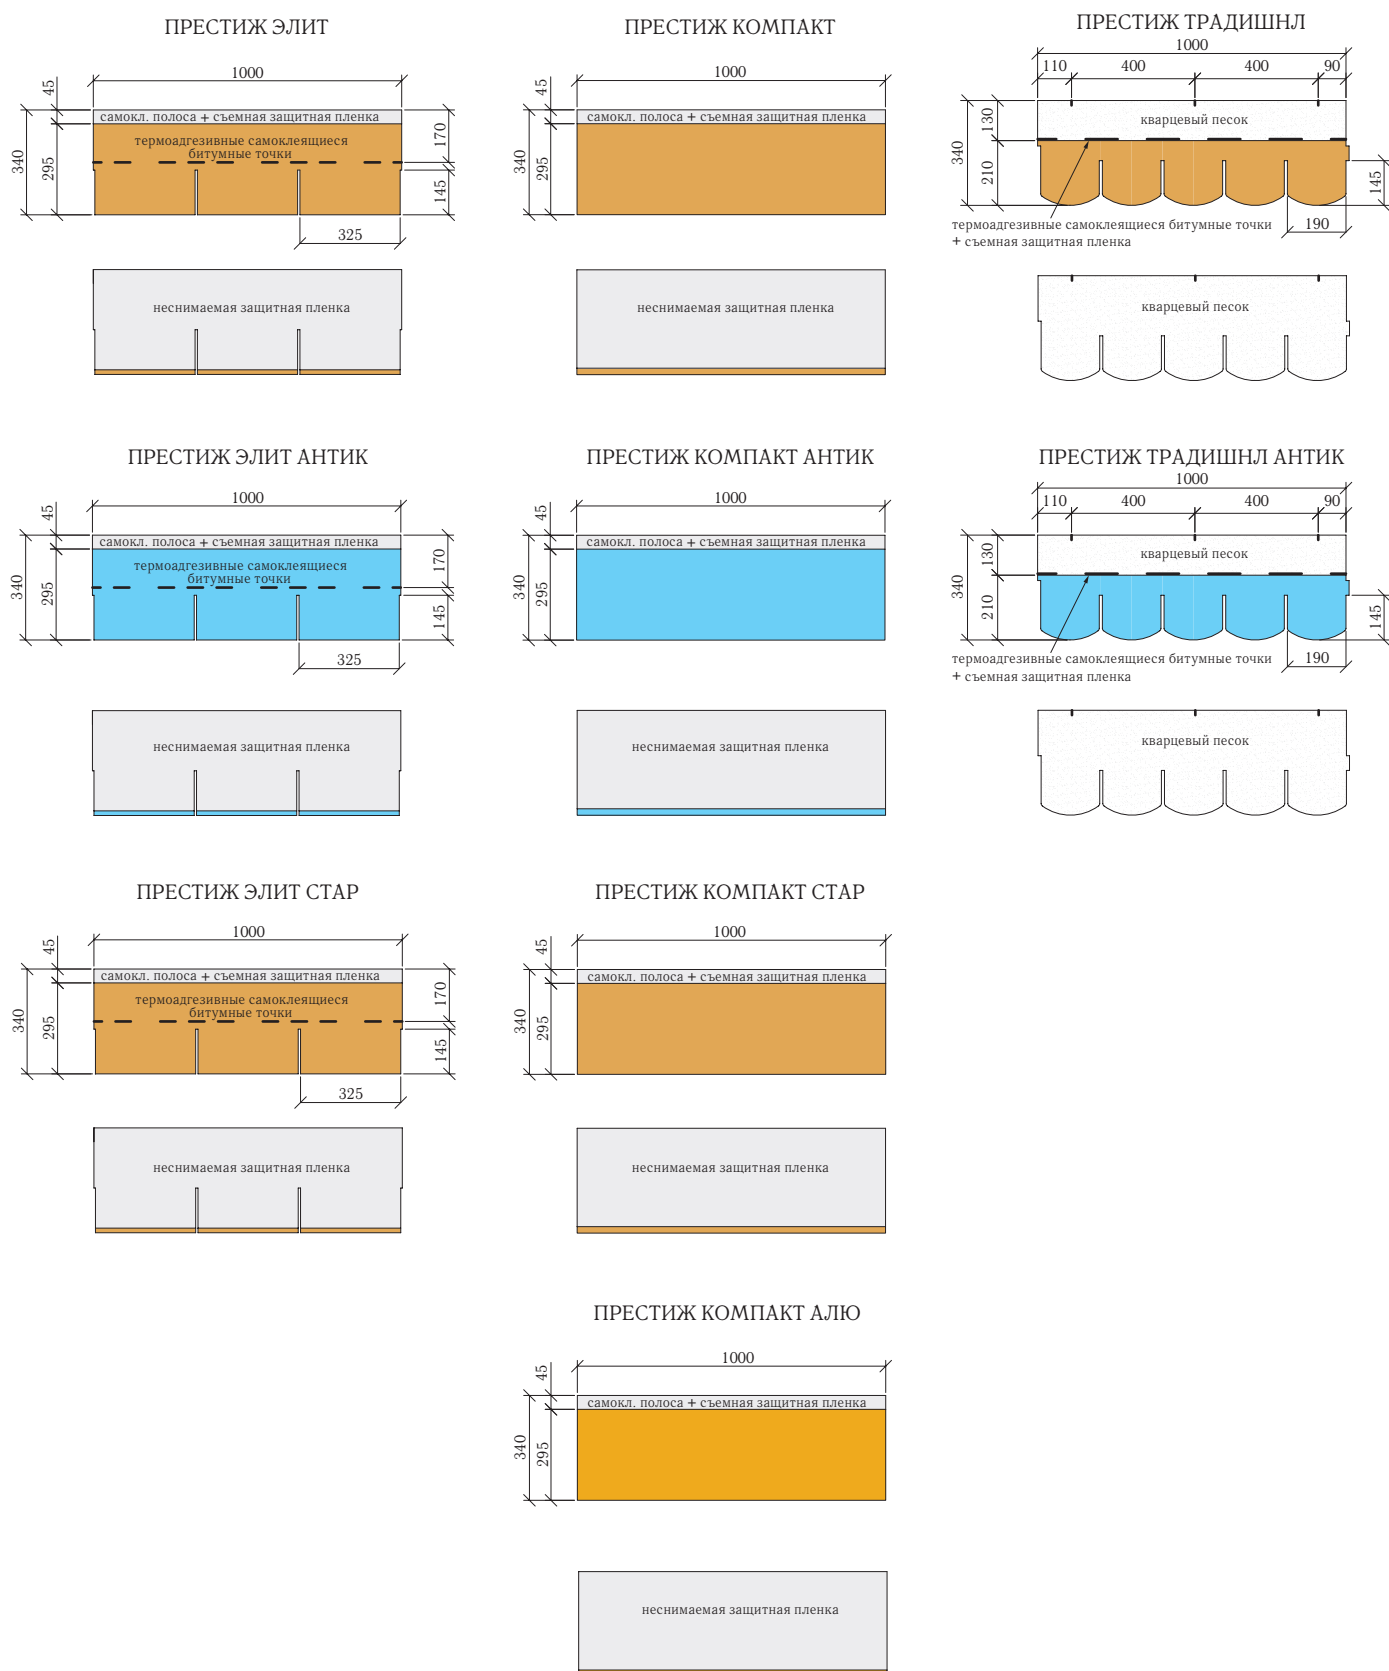 ПРЕСТИЖ ЭЛИТ
1000
45
340
295
самокл. полоса + съемная защитная пленка
термоадгезивные самоклеящиеся
битумные точки
170
145
325
неснимаемая защитная пленка
ПРЕСТИЖ КОМПАКТ
1000
45
340
295
самокл. полоса + съемная защитная пленка
неснимаемая защитная пленка
ПРЕСТИЖ ТРАДИШНЛ
1000
110 400 400 90
340
130
210
кварцевый песок
145
190
термоадгезивные самоклеящиеся битумные точки
+ съемная защитная пленка
кварцевый песок
ПРЕСТИЖ ЭЛИТ АНТИК
1000
45
340
295
самокл. полоса + съемная защитная пленка
термоадгезивные самоклеящиеся
битумные точки
170
145
325
неснимаемая защитная пленка
ПРЕСТИЖ КОМПАКТ АНТИК
1000
45
340
295
самокл. полоса + съемная защитная пленка
неснимаемая защитная пленка
ПРЕСТИЖ ТРАДИШНЛ АНТИК
1000
110 400 400 90
340
130
210
кварцевый песок
145
190
термоадгезивные самоклеящиеся битумные точки
+ съемная защитная пленка
кварцевый песок
ПРЕСТИЖ ЭЛИТ СТАР
1000
45
340
295
самокл. полоса + съемная защитная пленка
термоадгезивные самоклеящиеся
битумные точки
170
145
325
неснимаемая защитная пленка
ПРЕСТИЖ КОМПАКТ СТАР
1000
45
340
295
самокл. полоса + съемная защитная пленка
неснимаемая защитная пленка
ПРЕСТИЖ КОМПАКТ АЛЮ
1000
45
340
295
самокл. полоса + съемная защитная пленка
неснимаемая защитная пленка